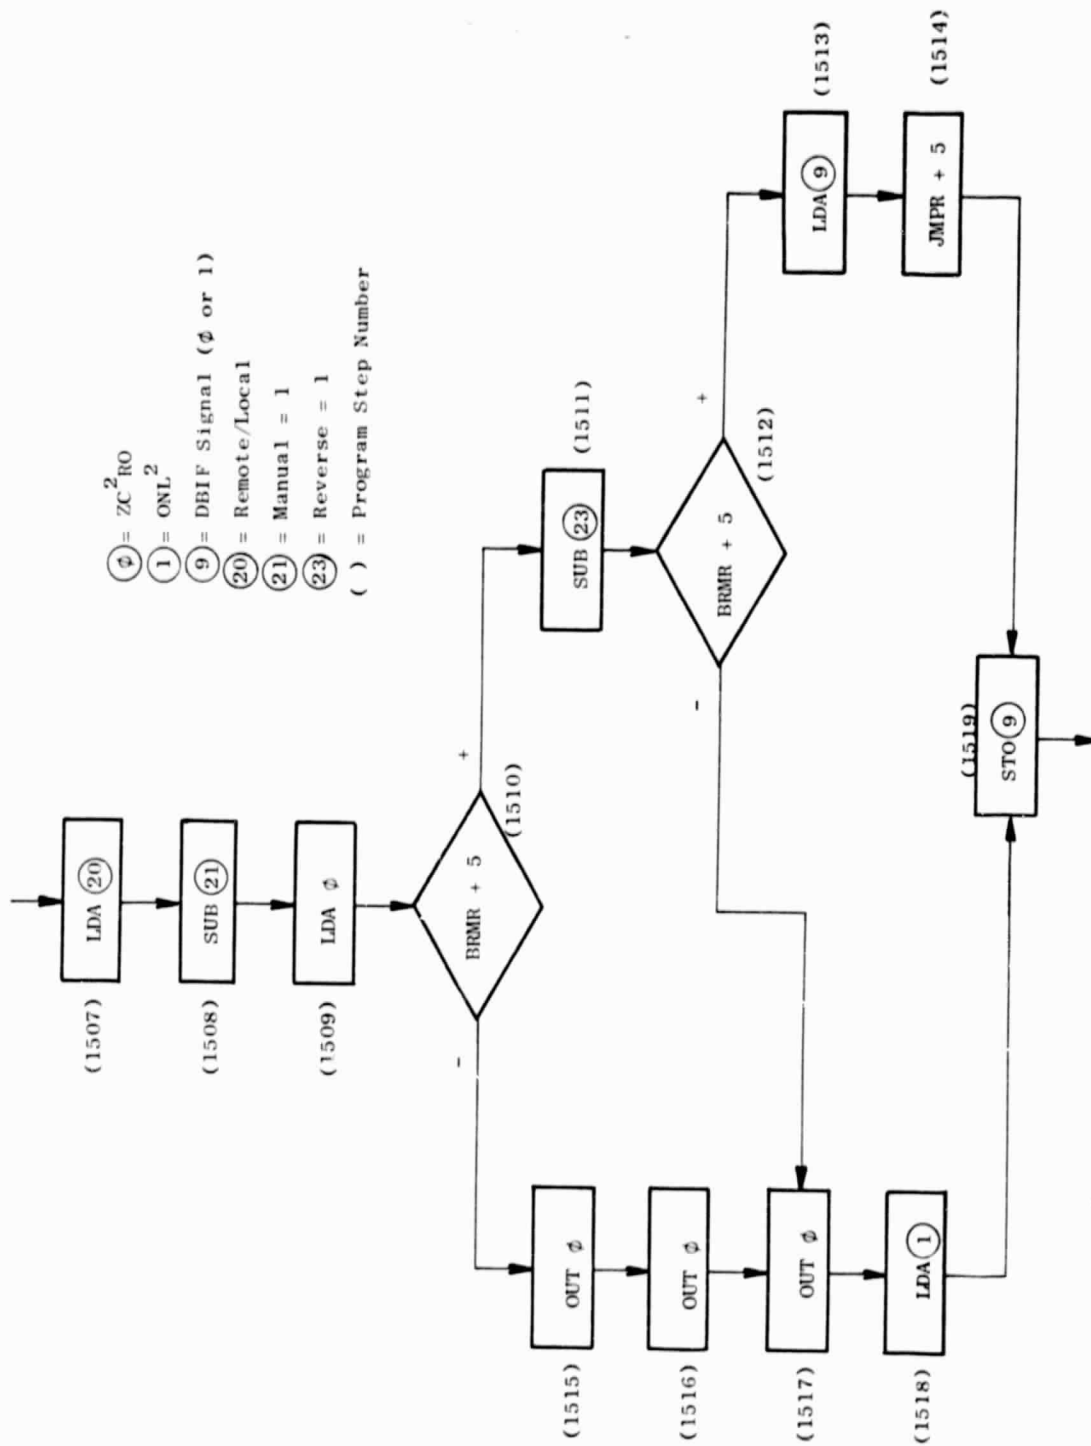 ⓞ = ZC²RO
① = ONL²
⑨ = DBIF Signal (ø or 1)
⑳ = Remote/Local
㉑ = Manual = 1
㉓ = Reverse = 1
( ) = Program Step Number
(1507)
LDA ⑳
(1508)
SUB ㉑
(1509)
LDA ø
BRMR + 5
(1510)
-
+
SUB ㉓
(1511)
BRMR + 5
(1512)
-
+
LDA ⑨
(1513)
JMPR + 5
(1514)
(1515)
OUT ø
(1516)
OUT ø
(1517)
OUT ø
(1518)
LDA ①
(1519)
STO ⑨